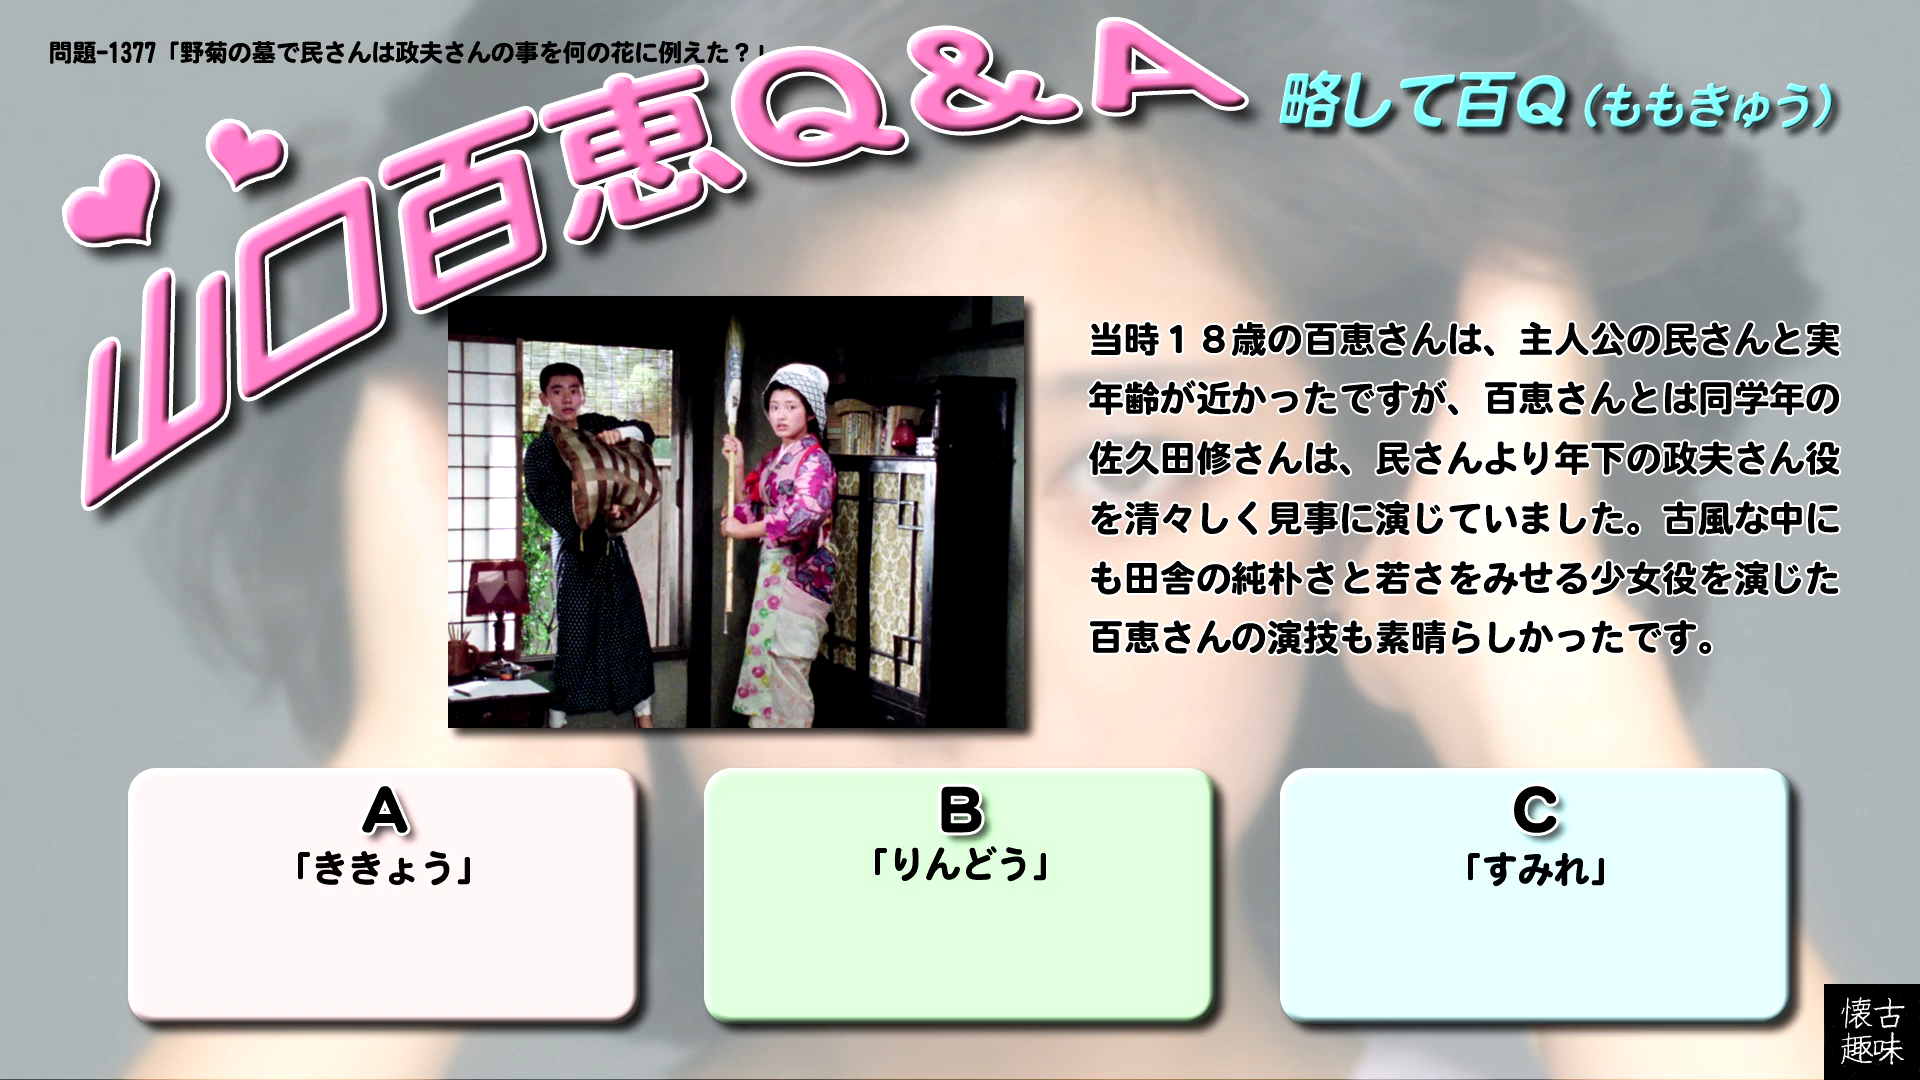 問題-1377「野菊の墓で民さんは政夫さんの事を何の花に例えた？」
山口百恵Q&A
略して百Q（ももきゅう）
当時１８歳の百恵さんは、主人公の民さんと実
年齢が近かったですが、百恵さんとは同学年の
佐久田修さんは、民さんより年下の政夫さん役
を清々しく見事に演じていました。古風な中に
も田舎の純朴さと若さをみせる少女役を演じた
百恵さんの演技も素晴らしかったです。
A
「ききょう」
B
「りんどう」
C
「すみれ」
懐古
趣味